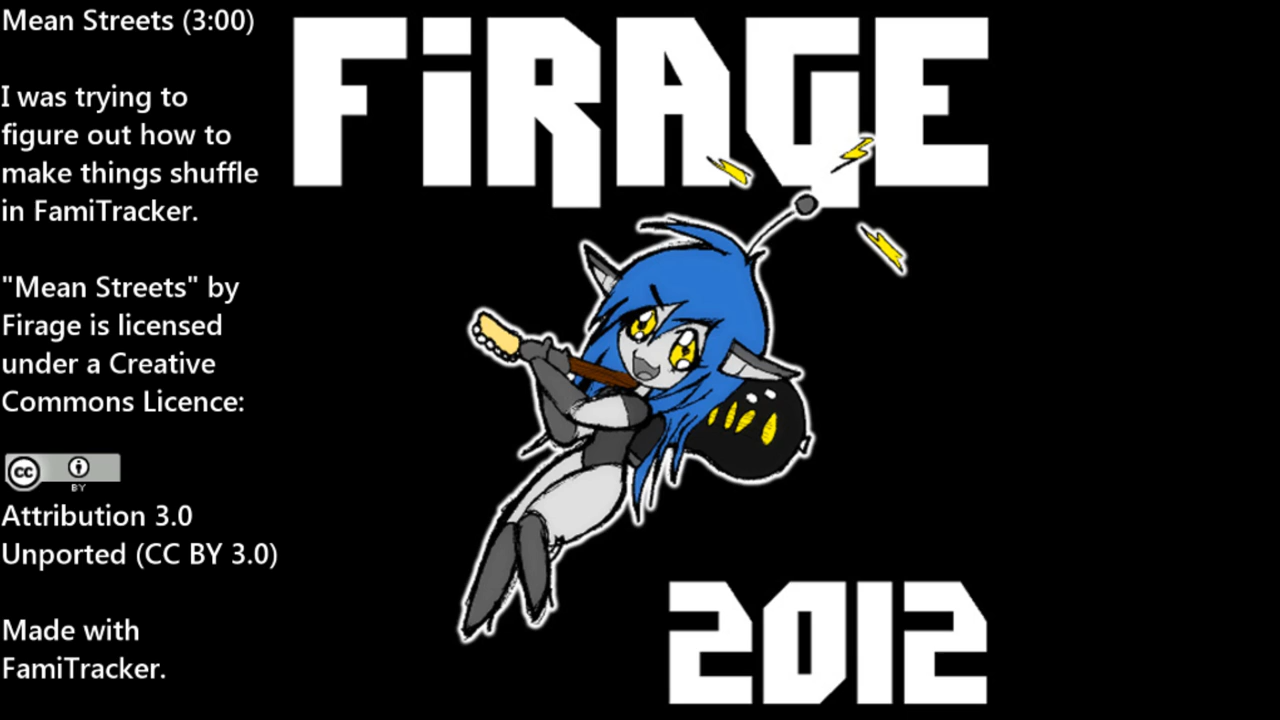 Mean Streets (3:00)
I was trying to
figure out how to
make things shuffle
in FamiTracker.
"Mean Streets" by
Firage is licensed
under a Creative
Commons Licence:
cc
BY
Attribution 3.0
Unported (CC BY 3.0)
Made with
FamiTracker.
FiRAGE
2012